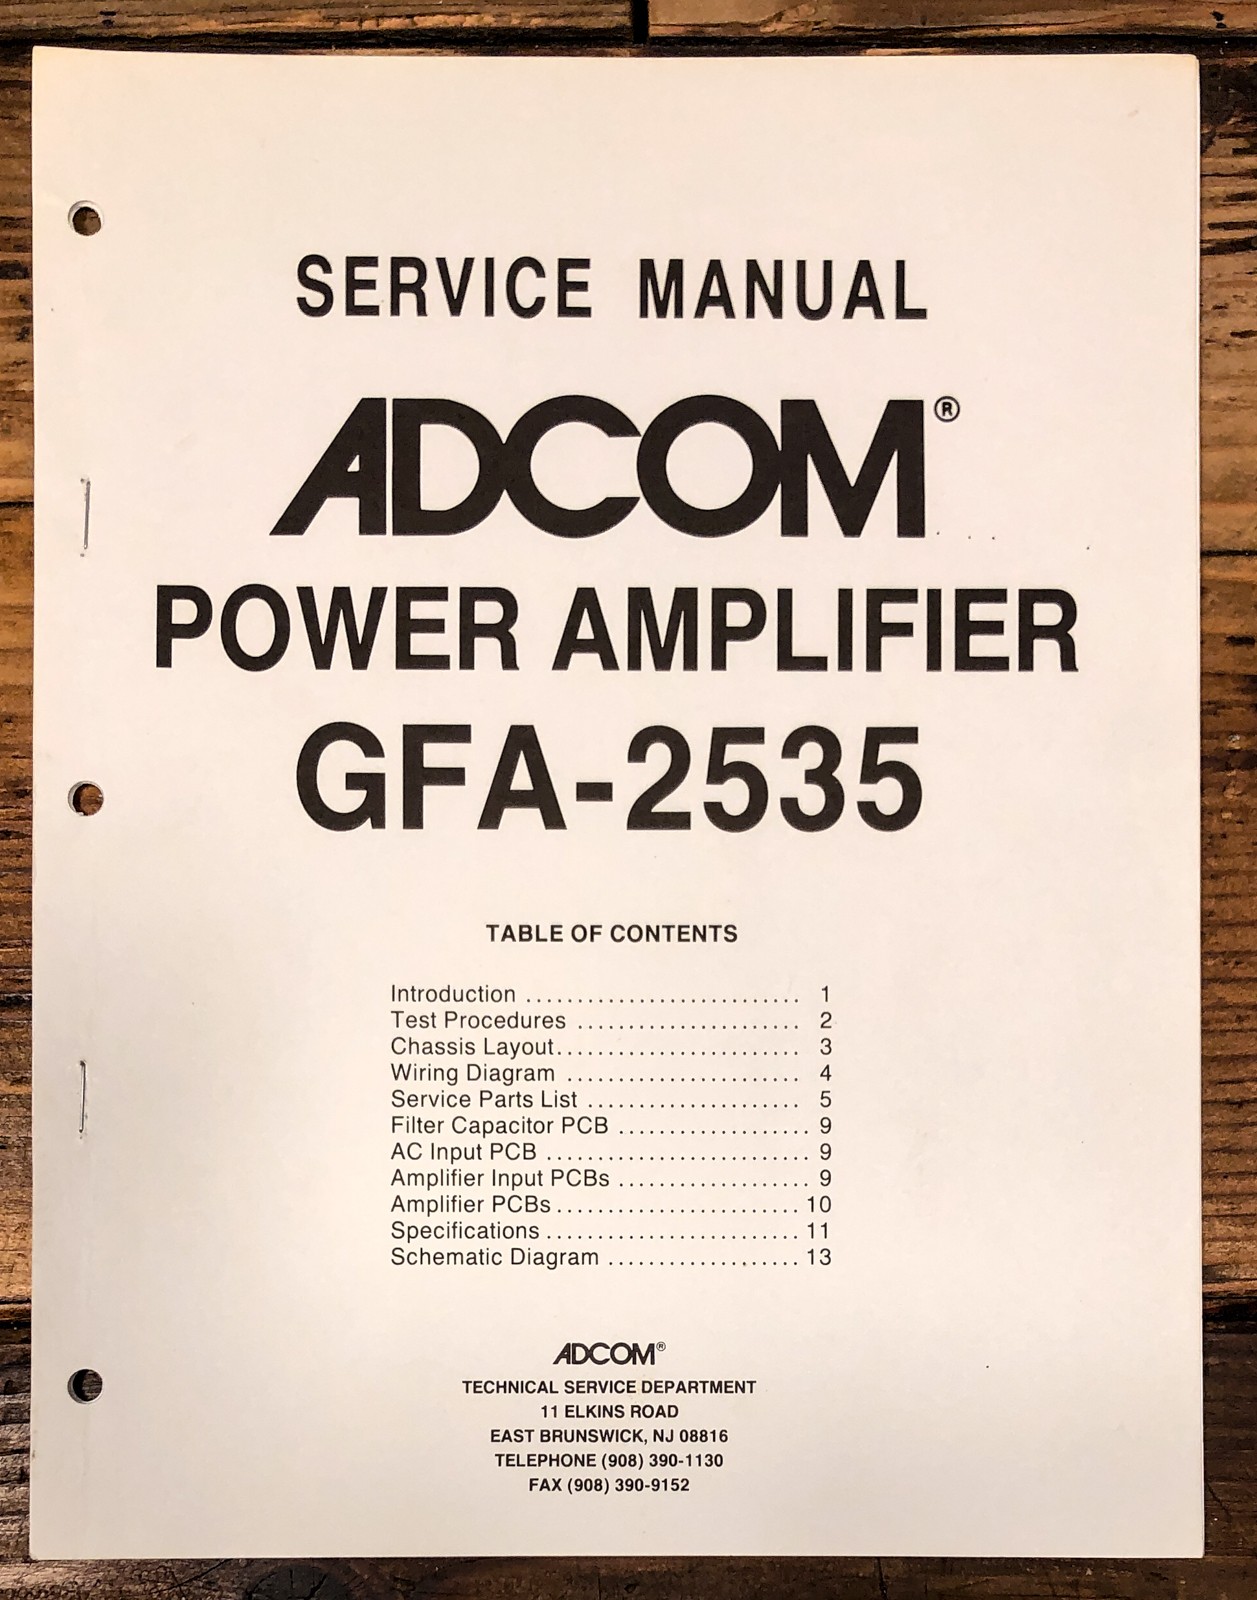 SERVICE MANUAL
ADCOM®
POWER AMPLIFIER
GFA-2535
TABLE OF CONTENTS
Introduction ........................... 1
Test Procedures ...................... 2
Chassis Layout........................ 3
Wiring Diagram ....................... 4
Service Parts List ..................... 5
Filter Capacitor PCB ................... 9
AC Input PCB .......................... 9
Amplifier Input PCBs ................... 9
Amplifier PCBs........................ 10
Specifications ......................... 11
Schematic Diagram ................... 13
ADCOM®
TECHNICAL SERVICE DEPARTMENT
11 ELKINS ROAD
EAST BRUNSWICK, NJ 08816
TELEPHONE (908) 390-1130
FAX (908) 390-9152